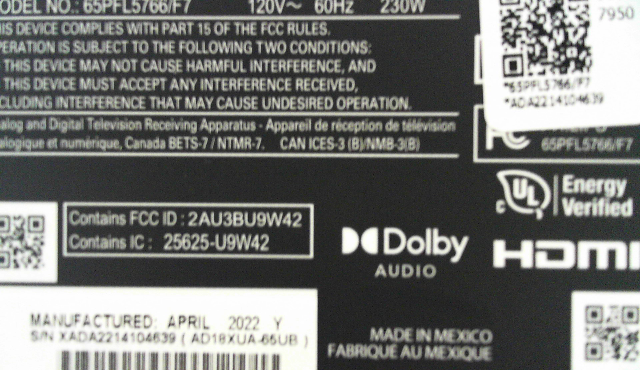 ODEL NO.: 65PFL5766/F7 120V~ 60Hz 230W
IS DEVICE COMPLIES WITH PART 15 OF THE FCC RULES.
PERATION IS SUBJECT TO THE FOLLOWING TWO CONDITIONS:
THIS DEVICE MAY NOT CAUSE HARMFUL INTERFERENCE, AND
THIS DEVICE MUST ACCEPT ANY INTERFERENCE RECEIVED,
CLUDING INTERFERENCE THAT MAY CAUSE UNDESIRED OPERATION.
alog and Digital Television Receiving Apparatus - Appareil de réception de télévision
alogique et numérique, Canada BETS-7 / NTMR-7. CAN ICES-3 (B)/NMB-3(B)
7950
*65PFL5766/F7
*ADA2214104639
FC
65PFL5766/F7
c UL Energy
Verified
Contains FCC ID : 2AU3BU9W42
Contains IC : 25625-U9W42
Dolby
AUDIO
HDMI
MANUFACTURED: APRIL 2022 Y
S/N XADA2214104639 ( AD18XUA-65UB )
MADE IN MEXICO
FABRIQUE AU MEXIQUE